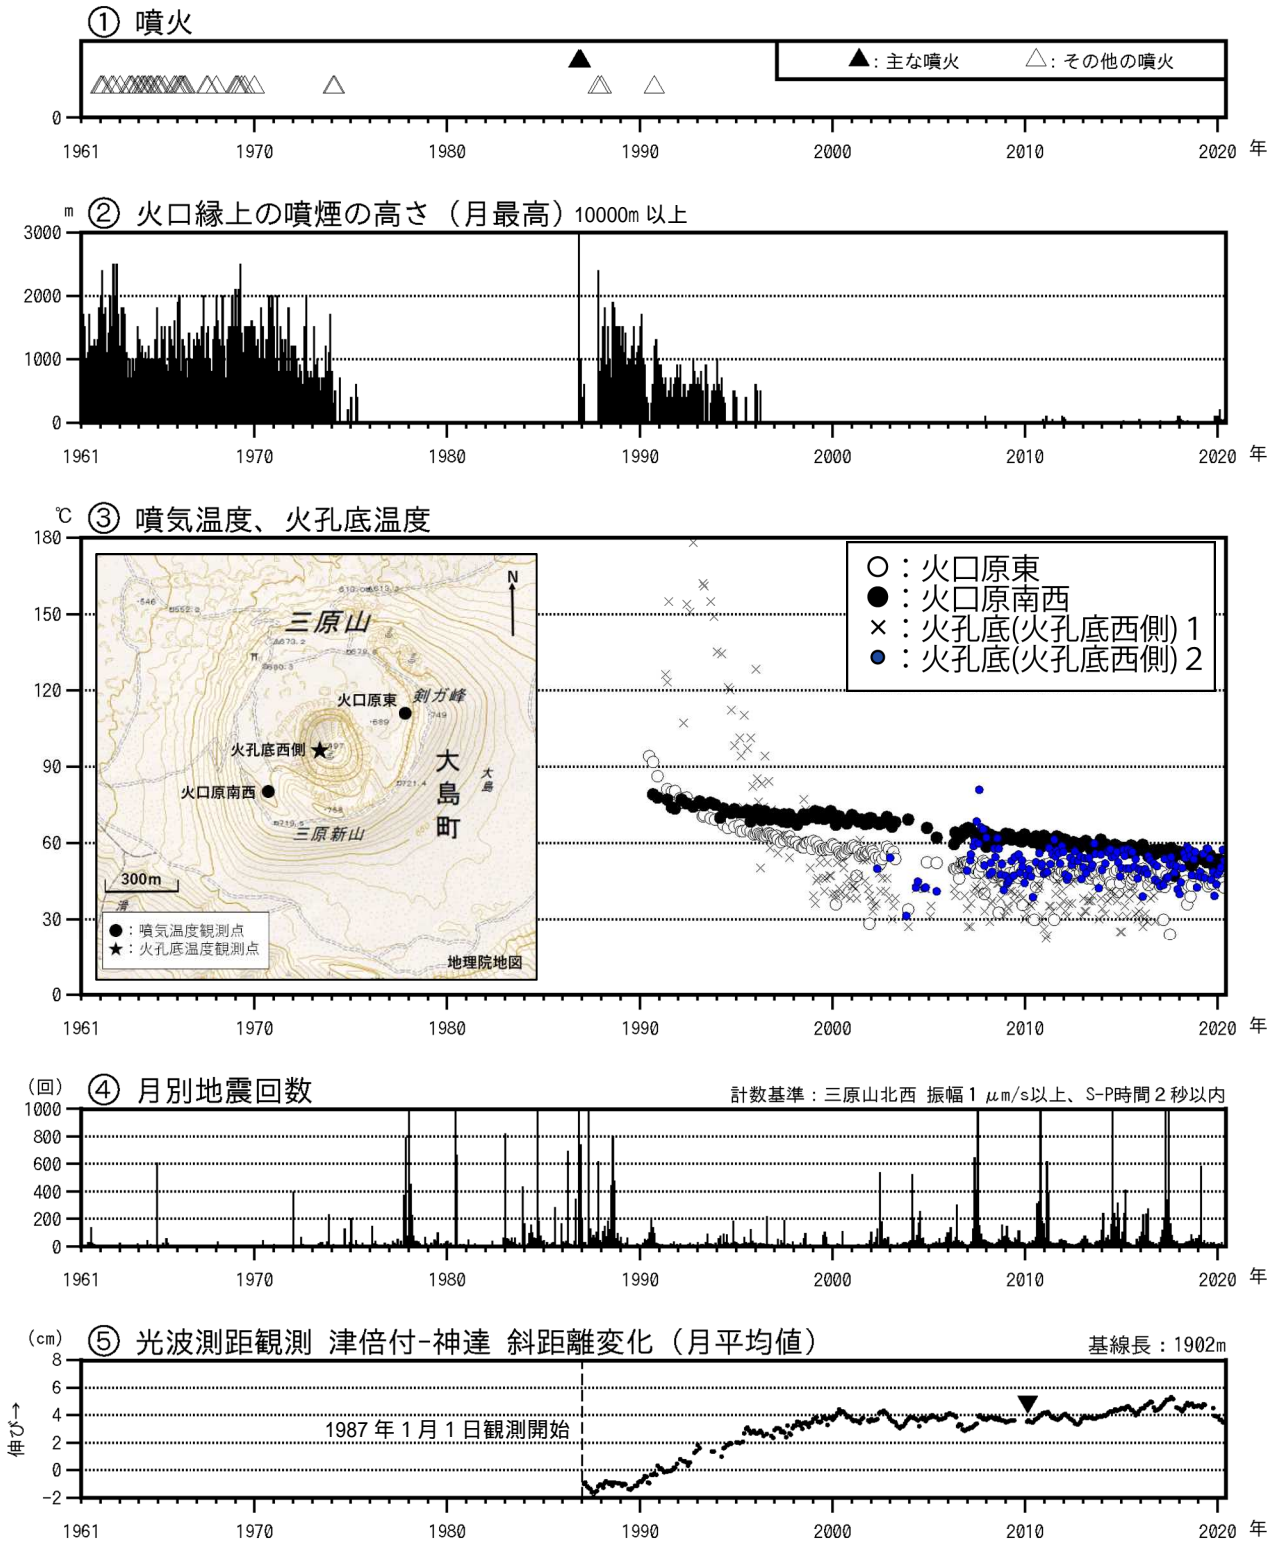 ① 噴火
▲：主な噴火 △：その他の噴火
0
1961 1970 1980 1990 2000 2010 2020 年
m ② 火口縁上の噴煙の高さ（月最高）10000m 以上
3000
2000
1000
0
1961 1970 1980 1990 2000 2010 2020 年
℃ ③ 噴気温度、火孔底温度
180
150
120
90
60
30
0
○：火口原東
●：火口原南西
×：火孔底(火孔底西側) 1
●：火孔底(火孔底西側) 2
N
三原山
火口原東 剣ガ峰
749
689
火孔底西側
火口原南西
721.4
758
三原新山
大島町
大島
300m
●：噴気温度観測点
★：火孔底温度観測点
地理院地図
1961 1970 1980 1990 2000 2010 2020 年
(回) ④ 月別地震回数 計数基準：三原山北西 振幅１μm/s以上、S-P時間２秒以内
1000
800
600
400
200
0
1961 1970 1980 1990 2000 2010 2020 年
(cm) ⑤ 光波測距観測 津倍付-神達 斜距離変化（月平均値） 基線長：1902m
8
6
4
2
0
-2
伸び→
1987 年 1 月 1 日観測開始
1961 1970 1980 1990 2000 2010 2020 年